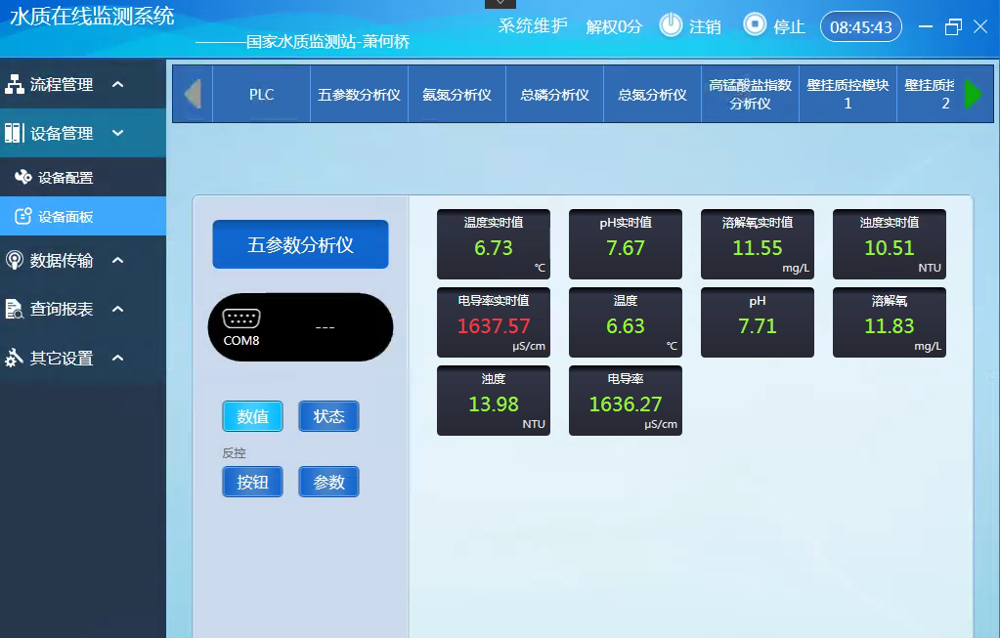 水质在线监测系统
———国家水质监测站-萧何桥
系统维护 解权0分 注销 停止 08:45:43
流程管理
设备管理
设备配置
设备面板
数据传输
查询报表
其它设置
PLC
五参数分析仪
氨氮分析仪
总磷分析仪
总氮分析仪
高锰酸盐指数
分析仪
壁挂质控模块
1
壁挂质控
2
五参数分析仪
---
COM8
数值 状态
反控
按钮 参数
温度实时值
6.73
℃
pH实时值
7.67
溶解氧实时值
11.55
mg/L
浊度实时值
10.51
NTU
电导率实时值
1637.57
μS/cm
温度
6.63
℃
pH
7.71
溶解氧
11.83
mg/L
浊度
13.98
NTU
电导率
1636.27
μS/cm